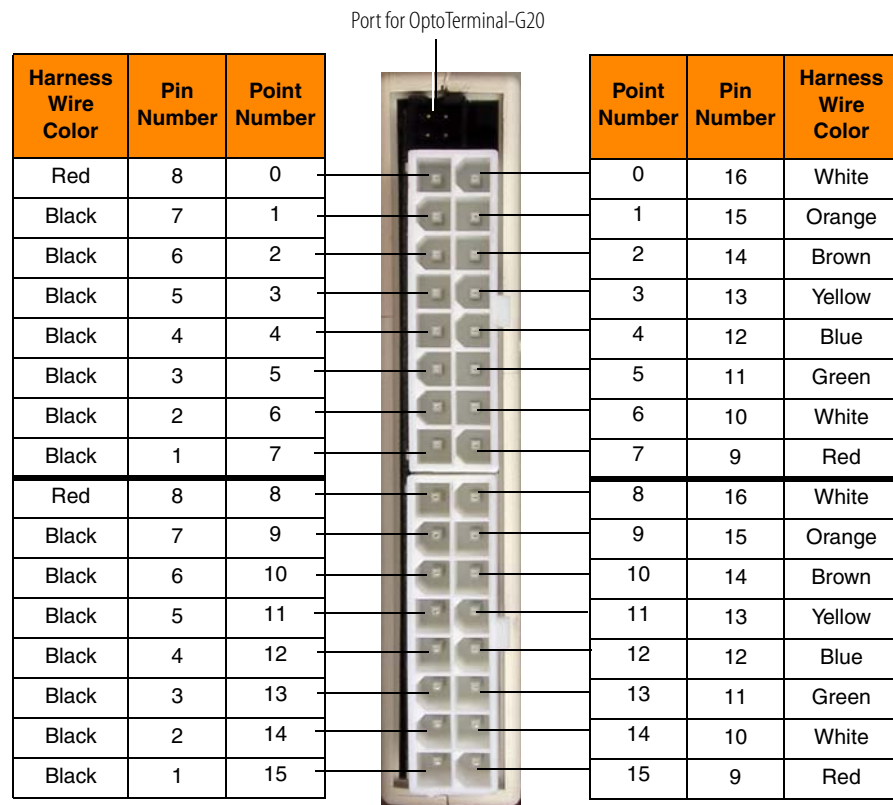 Port for OptoTerminal-G20
Harness Wire Color Pin Number Point Number
Red 8 0
Black 7 1
Black 6 2
Black 5 3
Black 4 4
Black 3 5
Black 2 6
Black 1 7
Red 8 8
Black 7 9
Black 6 10
Black 5 11
Black 4 12
Black 3 13
Black 2 14
Black 1 15
Point Number Pin Number Harness Wire Color
0 16 White
1 15 Orange
2 14 Brown
3 13 Yellow
4 12 Blue
5 11 Green
6 10 White
7 9 Red
8 16 White
9 15 Orange
10 14 Brown
11 13 Yellow
12 12 Blue
13 11 Green
14 10 White
15 9 Red